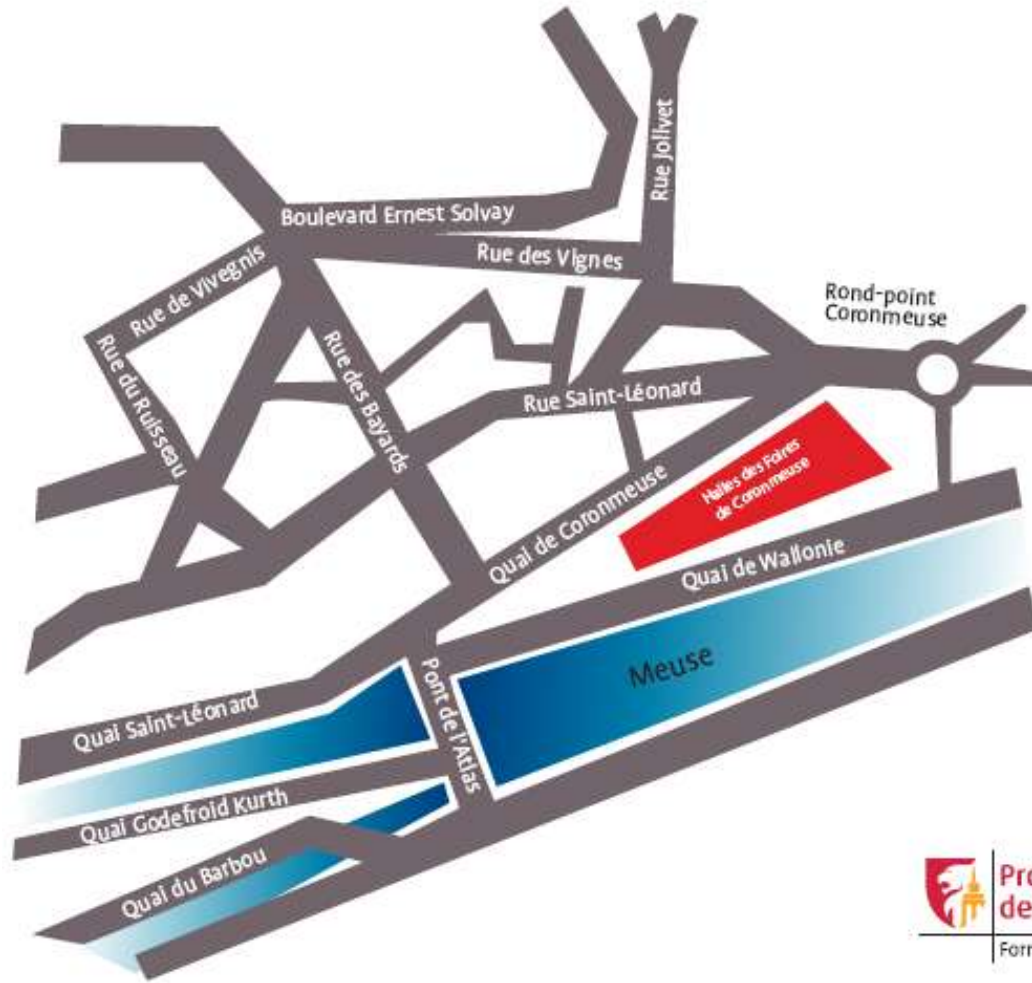 Rue Jolivet
Boulevard Ernest Solvay
Rue des Vignes
Rue de Vivegnis
Rond-point
Coronmeuse
Rue du Ruisseau
Rue des Bayards
Rue Saint-Léonard
Halles des Foires
de Coronmeuse
Quai de Coronmeuse
Quai de Wallonie
Meuse
Pont de l'Atlas
Quai Saint-Léonard
Quai Godefroid Kurth
Quai du Barbou
Pro
de
Forr